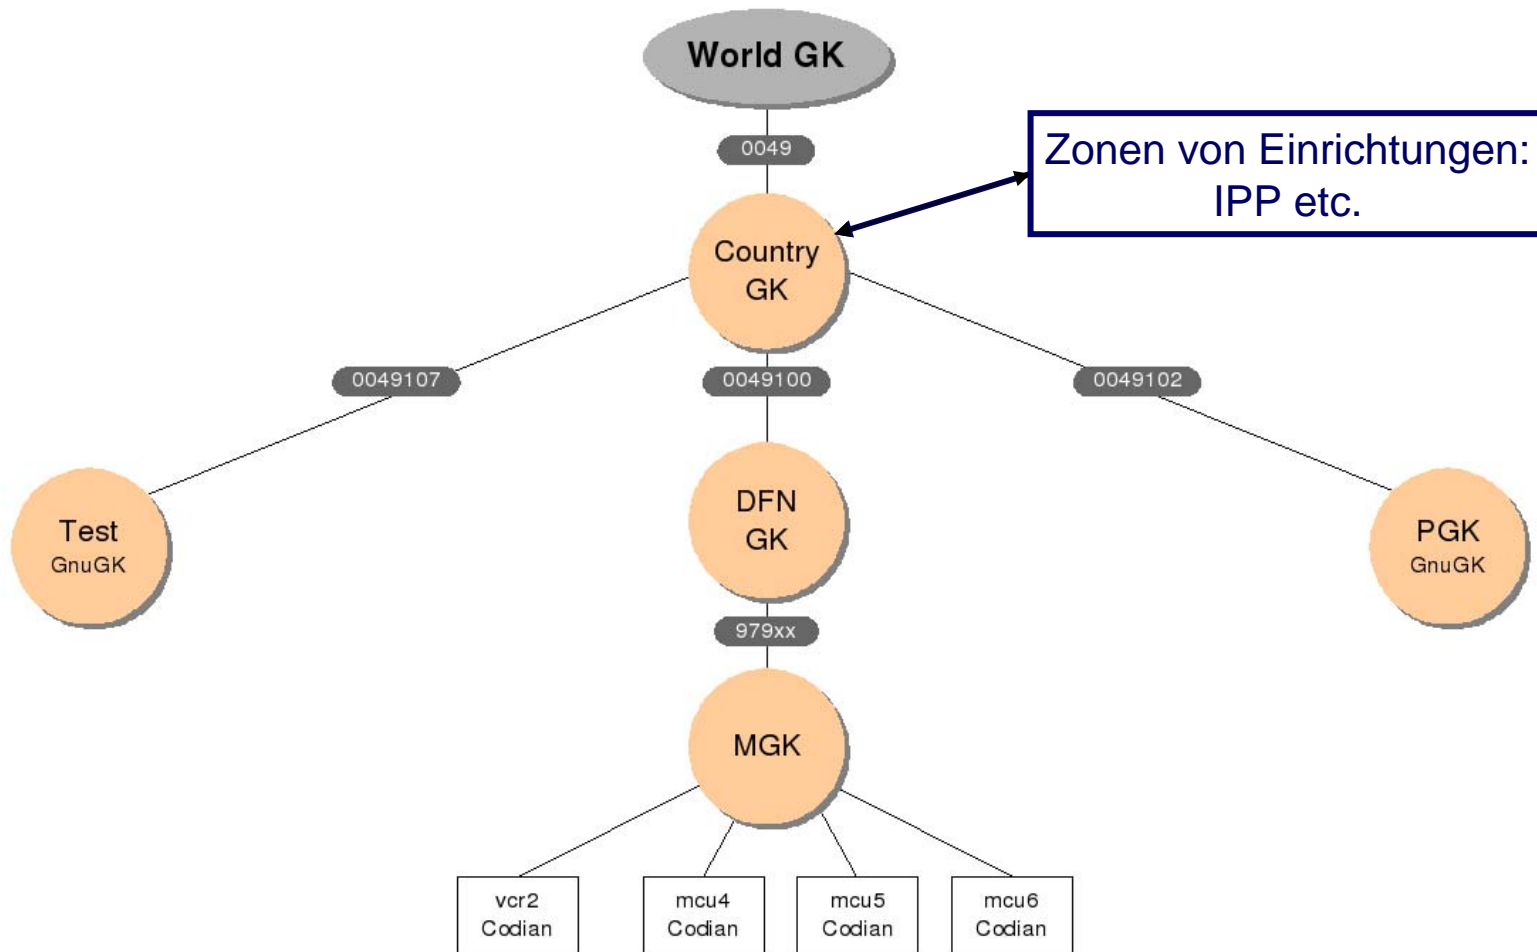 World GK
0049
Zonen von Einrichtungen:
IPP etc.
Country
GK
0049107
0049100
0049102
Test
GnuGK
DFN
GK
PGK
GnuGK
979xx
MGK
vcr2
Codian
mcu4
Codian
mcu5
Codian
mcu6
Codian